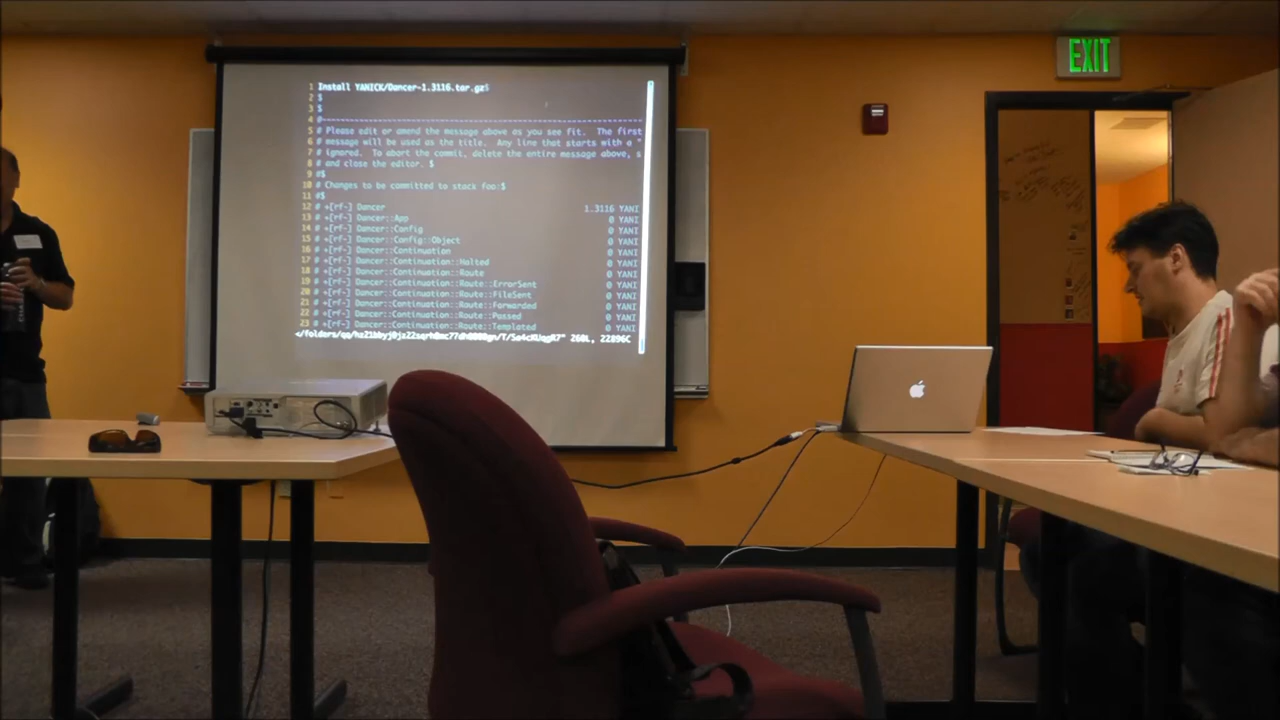 EXIT
1 Install YANICK/Dancer-1.3116.tar.gz$
2 $
3 $
4 #
5 # Please edit or amend the message above as you see fit. The first
6 # message will be used as the title. Any line that starts with a "
7 # ignored. To abort the commit, delete the entire message above, s
8 # and close the editor. $
9 #$
10 # Changes to be committed to stack foo:$
11 #$
12 # +[rf-] Dancer 1.3116 YANI
13 # +[rf-] Dancer::App 0 YANI
14 # +[rf-] Dancer::Config 0 YANI
15 # +[rf-] Dancer::Config::Object 0 YANI
16 # +[rf-] Dancer::Continuation 0 YANI
17 # +[rf-] Dancer::Continuation::Halted 0 YANI
18 # +[rf-] Dancer::Continuation::Route 0 YANI
19 # +[rf-] Dancer::Continuation::Route::ErrorSent 0 YANI
20 # +[rf-] Dancer::Continuation::Route::FileSent 0 YANI
21 # +[rf-] Dancer::Continuation::Route::Forwarded 0 YANI
22 # +[rf-] Dancer::Continuation::Route::Passed 0 YANI
23 # +[rf-] Dancer::Continuation::Route::Templated 0 YANI
260L, 22896C